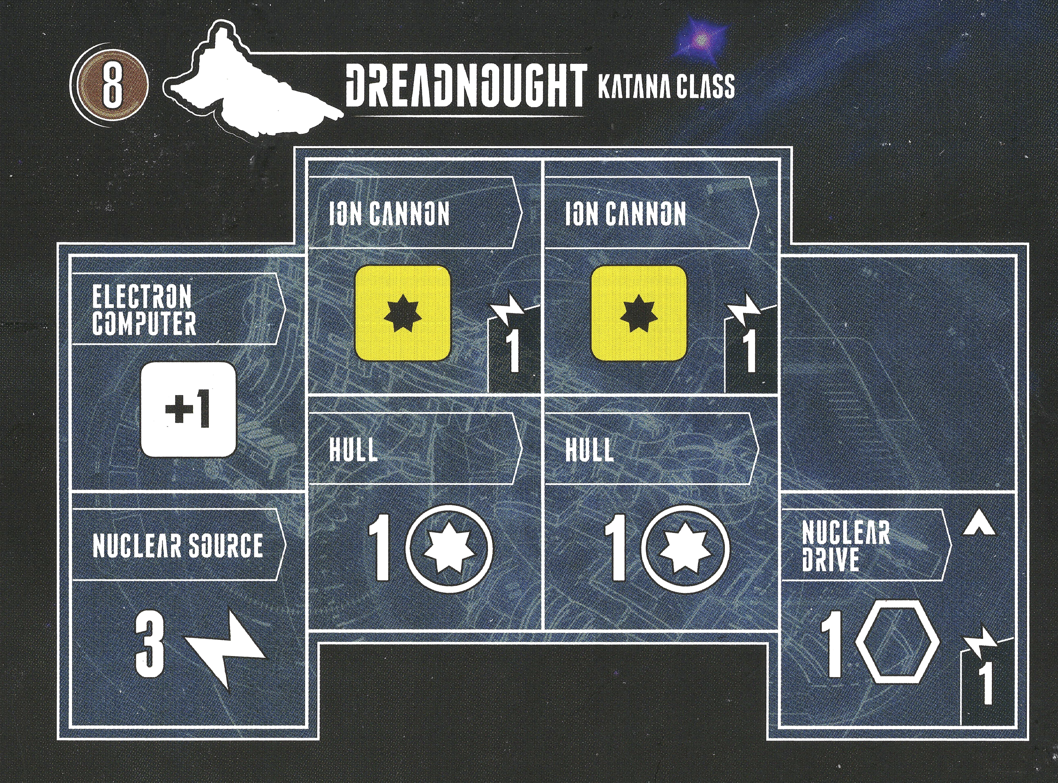 8
DREADNOUGHT KATANA CLASS
ION CANNON
1
ION CANNON
1
ELECTRON
COMPUTER
+1
HULL
1
HULL
1
NUCLEAR SOURCE
3
NUCLEAR
DRIVE
1
1